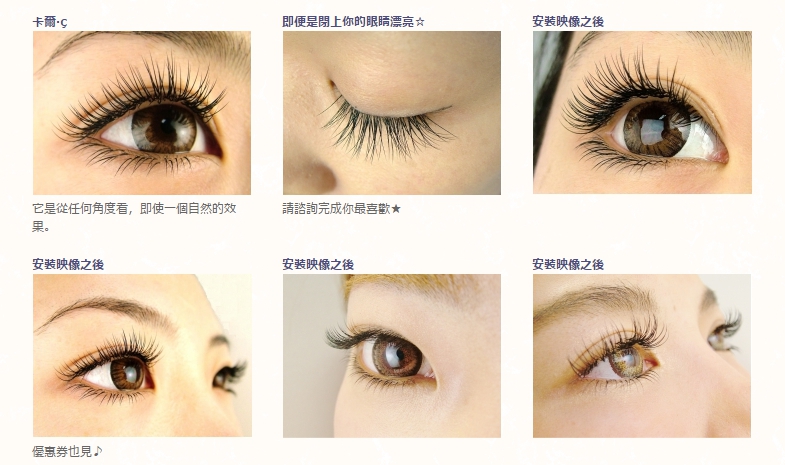 卡爾·ç
即便是閉上你的眼睛漂亮☆
安裝映像之後
它是從任何角度看，即使一個自然的效
果。
請諮詢完成你最喜歡★
安裝映像之後
安裝映像之後
安裝映像之後
優惠券也見♪